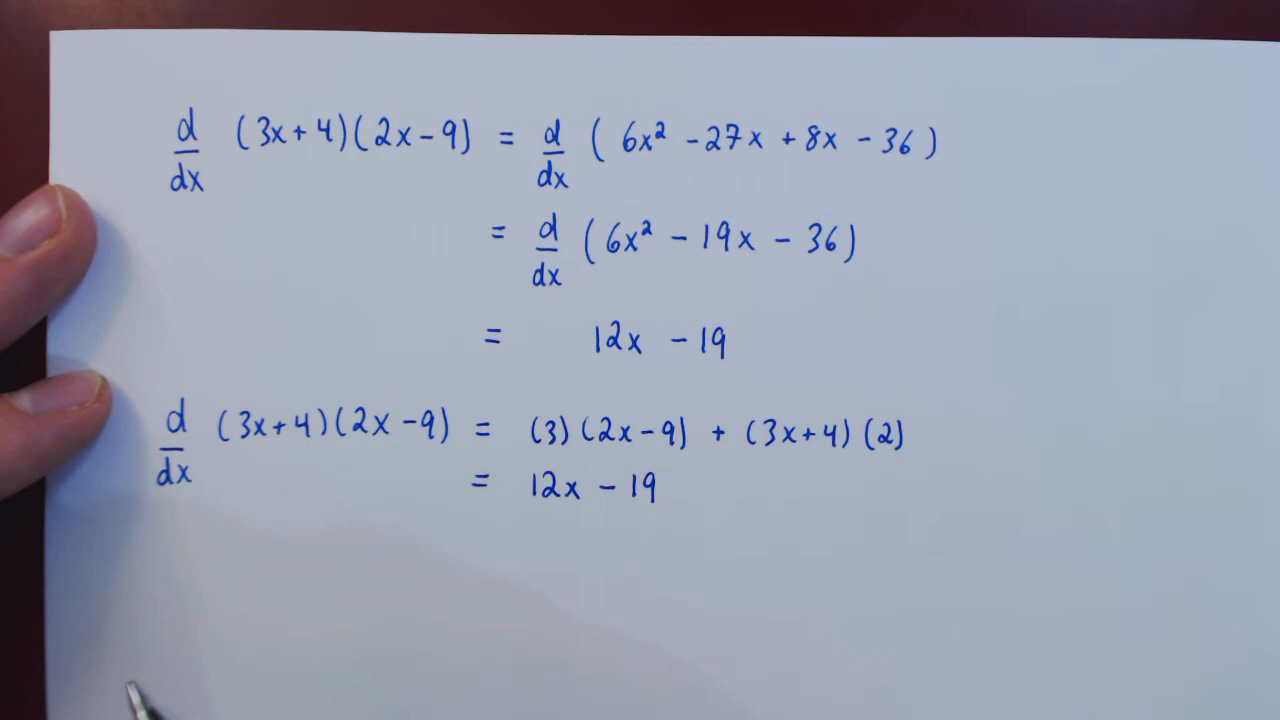 d/dx (3x+4)(2x-9) = d/dx (6x² - 27x + 8x - 36)
= d/dx (6x² - 19x - 36)
= 12x - 19
d/dx (3x+4)(2x-9) = (3)(2x-9) + (3x+4)(2)
= 12x - 19